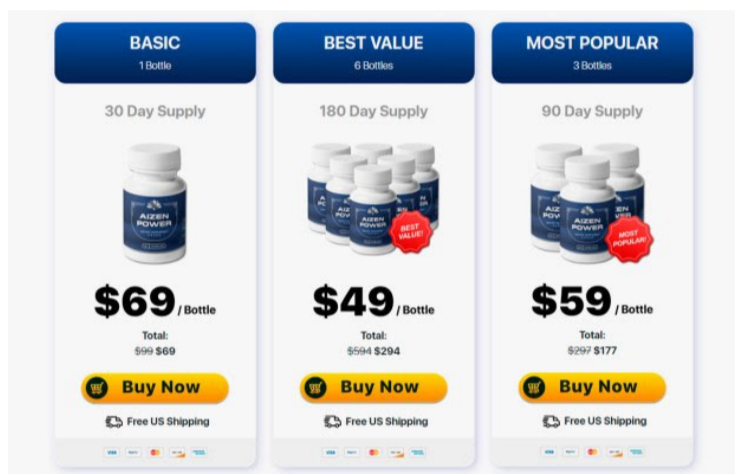 BASIC
1 Bottle
30 Day Supply
AIZEN
POWER
$69 / Bottle
Total:
$99 $69
Buy Now
Free US Shipping
VISA
BEST VALUE
6 Bottles
180 Day Supply
AIZEN
POWER
BEST
VALUE!
$49 / Bottle
Total:
$594 $294
Buy Now
Free US Shipping
VISA
MOST POPULAR
3 Bottles
90 Day Supply
AIZEN
POWER
MOST
POPULAR!
$59 / Bottle
Total:
$297 $177
Buy Now
Free US Shipping
VISA